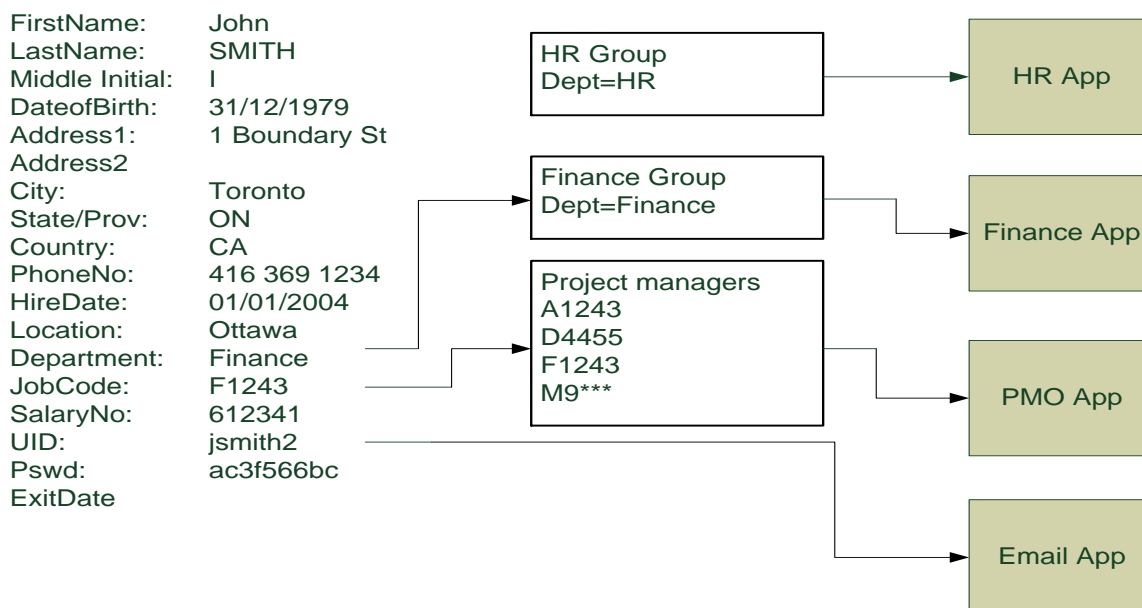 FirstName: John
LastName: SMITH
Middle Initial: I
DateofBirth: 31/12/1979
Address1: 1 Boundary St
Address2
City: Toronto
State/Prov: ON
Country: CA
PhoneNo: 416 369 1234
HireDate: 01/01/2004
Location: Ottawa
Department: Finance
JobCode: F1243
SalaryNo: 612341
UID: jsmith2
Pswd: ac3f566bc
ExitDate
HR Group
Dept=HR
Finance Group
Dept=Finance
Project managers
A1243
D4455
F1243
M9***
HR App
Finance App
PMO App
Email App